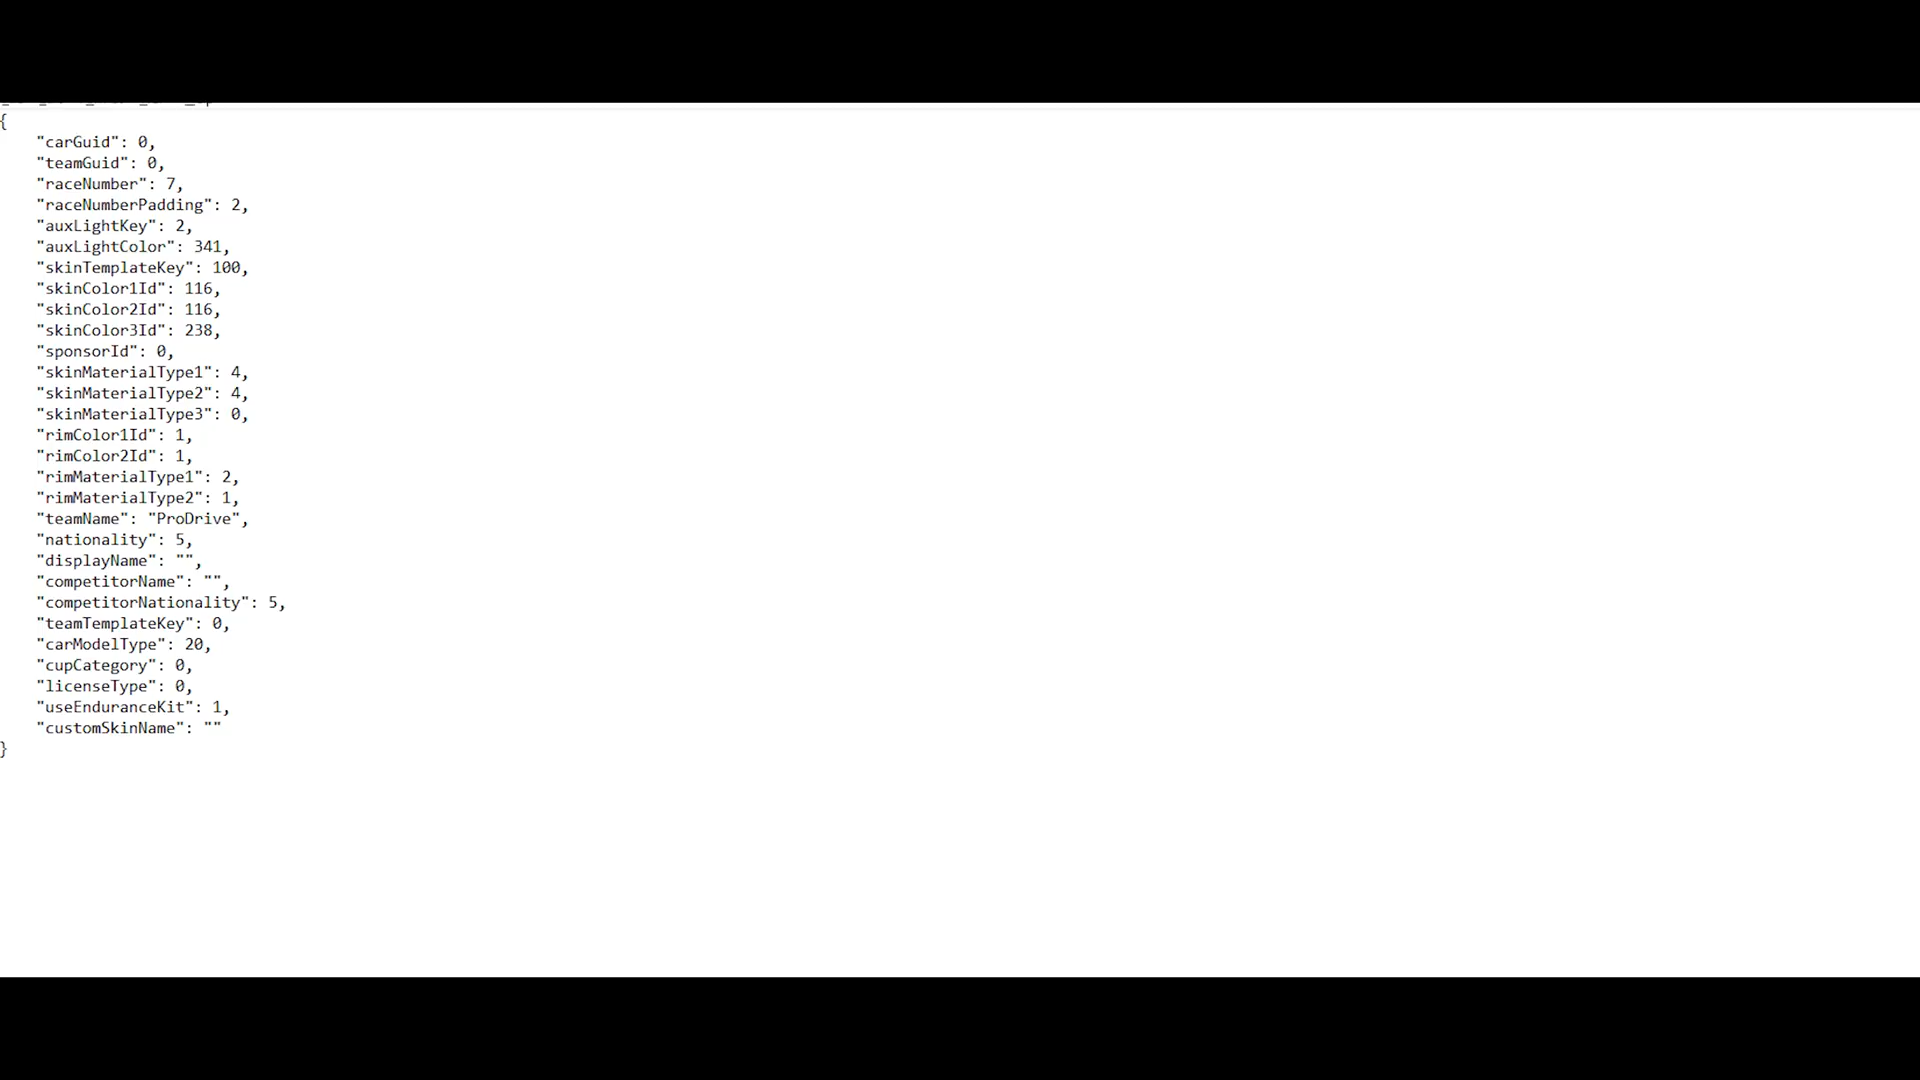 {
    "carGuid": 0,
    "teamGuid": 0,
    "raceNumber": 7,
    "raceNumberPadding": 2,
    "auxLightKey": 2,
    "auxLightColor": 341,
    "skinTemplateKey": 100,
    "skinColor1Id": 116,
    "skinColor2Id": 116,
    "skinColor3Id": 238,
    "sponsorId": 0,
    "skinMaterialType1": 4,
    "skinMaterialType2": 4,
    "skinMaterialType3": 0,
    "rimColor1Id": 1,
    "rimColor2Id": 1,
    "rimMaterialType1": 2,
    "rimMaterialType2": 1,
    "teamName": "ProDrive",
    "nationality": 5,
    "displayName": "",
    "competitorName": "",
    "competitorNationality": 5,
    "teamTemplateKey": 0,
    "carModelType": 20,
    "cupCategory": 0,
    "licenseType": 0,
    "useEnduranceKit": 1,
    "customSkinName": ""
}